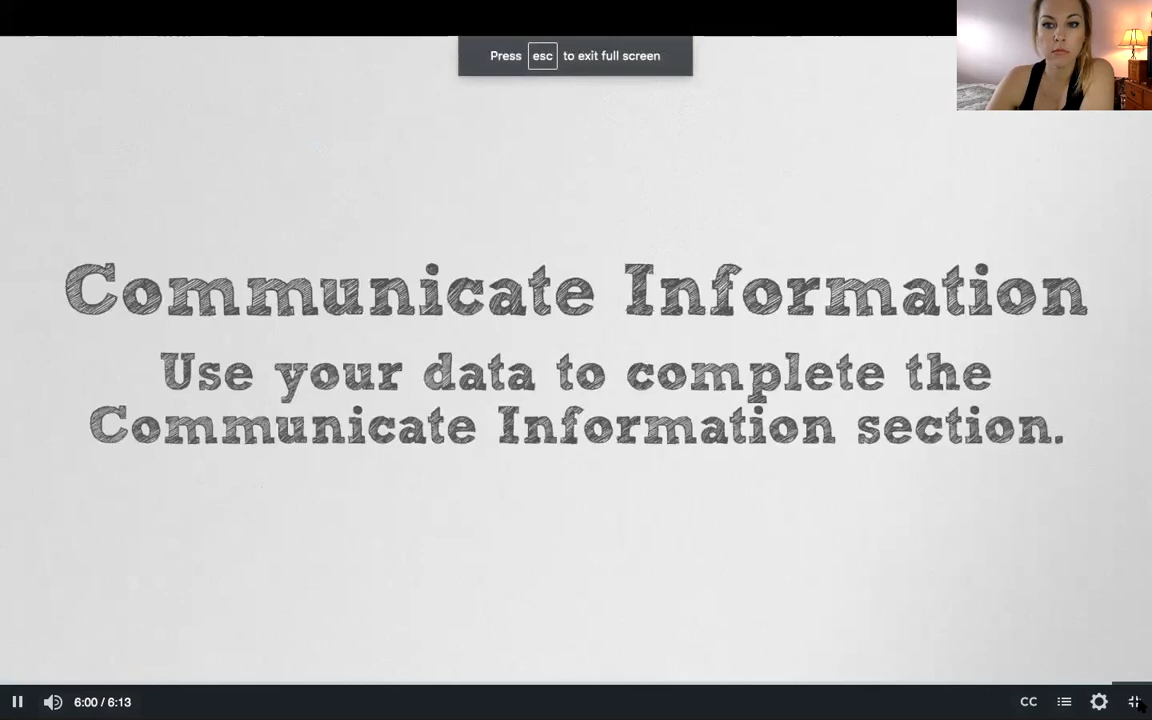 Press esc to exit full screen
Communicate Information
Use your data to complete the
Communicate Information section.
6:00 / 6:13
CC